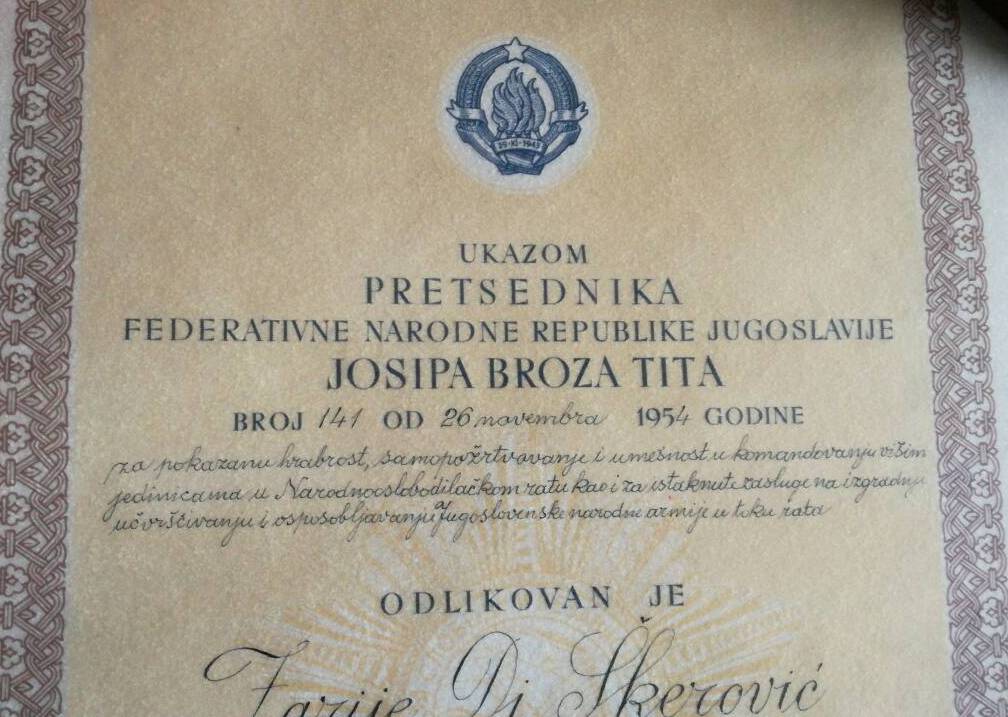 29·XI·1943
UKAZOM
PRETSEDNIKA
FEDERATIVNE NARODNE REPUBLIKE JUGOSLAVIJE
JOSIPA BROZA TITA
BROJ 141 OD 26 novembra 1954 GODINE
za pokazanu hrabrost, samopožrtvovanje i umešnost u komandovanju višim
jedinicama u Narodnooslobodilačkom ratu kao i za istaknute zasluge na izgradnji
učvršćivanju i osposobljavanju Jugoslovenske narodne armije u toku rata
ODLIKOVAN JE
Dj Škerović